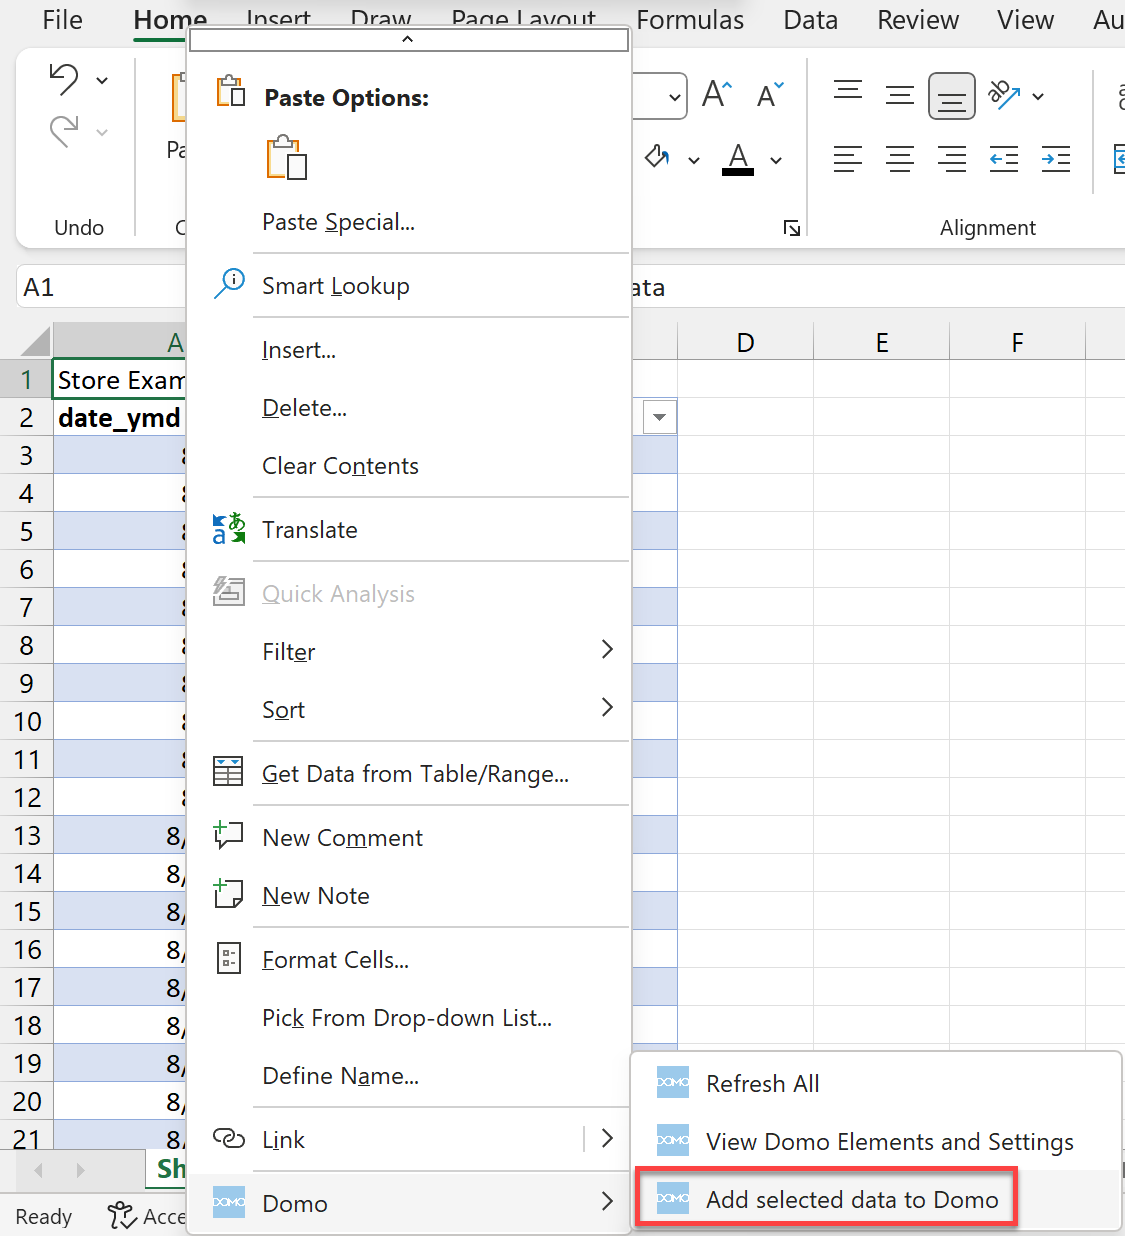 File Home Insert Draw Page Layout Formulas Data Review View Au
Paste Options:
Paste Special...
Undo
Alignment
A1
ata
Smart Lookup
Insert...
Delete...
Clear Contents
Translate
Quick Analysis
Filter
Sort
Get Data from Table/Range...
New Comment
New Note
Format Cells...
Pick From Drop-down List...
Define Name...
Link
DOMO Domo
A D E F
1 Store Exam
2 date_ymd
3 8
4 8
5 8
6 8
7 8
8 8
9 8
10 8
11 8
12 8
13 8/
14 8/
15 8/
16 8/
17 8/
18 8/
19 8/
20 8/
21 8/
DOMO Refresh All
DOMO View Domo Elements and Settings
DOMO Add selected data to Domo
Sh
Ready Acce